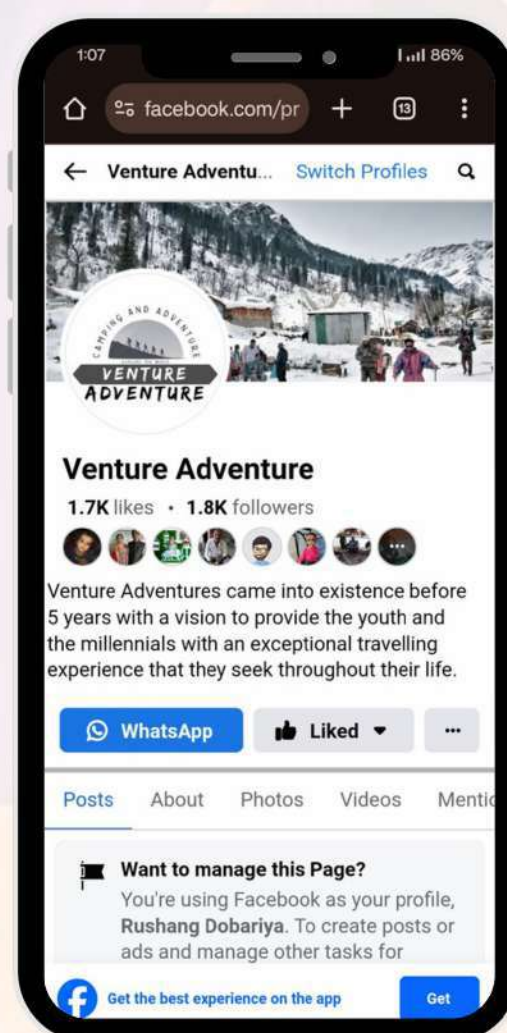 1:07
86%
facebook.com/pr
13
Venture Adventu...
Switch Profiles
CAMPING AND ADVENTURE
VENTURE
ADVENTURE
Venture Adventure
1.7K likes • 1.8K followers
Venture Adventures came into existence before
5 years with a vision to provide the youth and
the millennials with an exceptional travelling
experience that they seek throughout their life.
WhatsApp
Liked
Posts
About
Photos
Videos
Mentic
Want to manage this Page?
You're using Facebook as your profile,
Rushang Dobariya. To create posts or
ads and manage other tasks for
Get the best experience on the app
Get